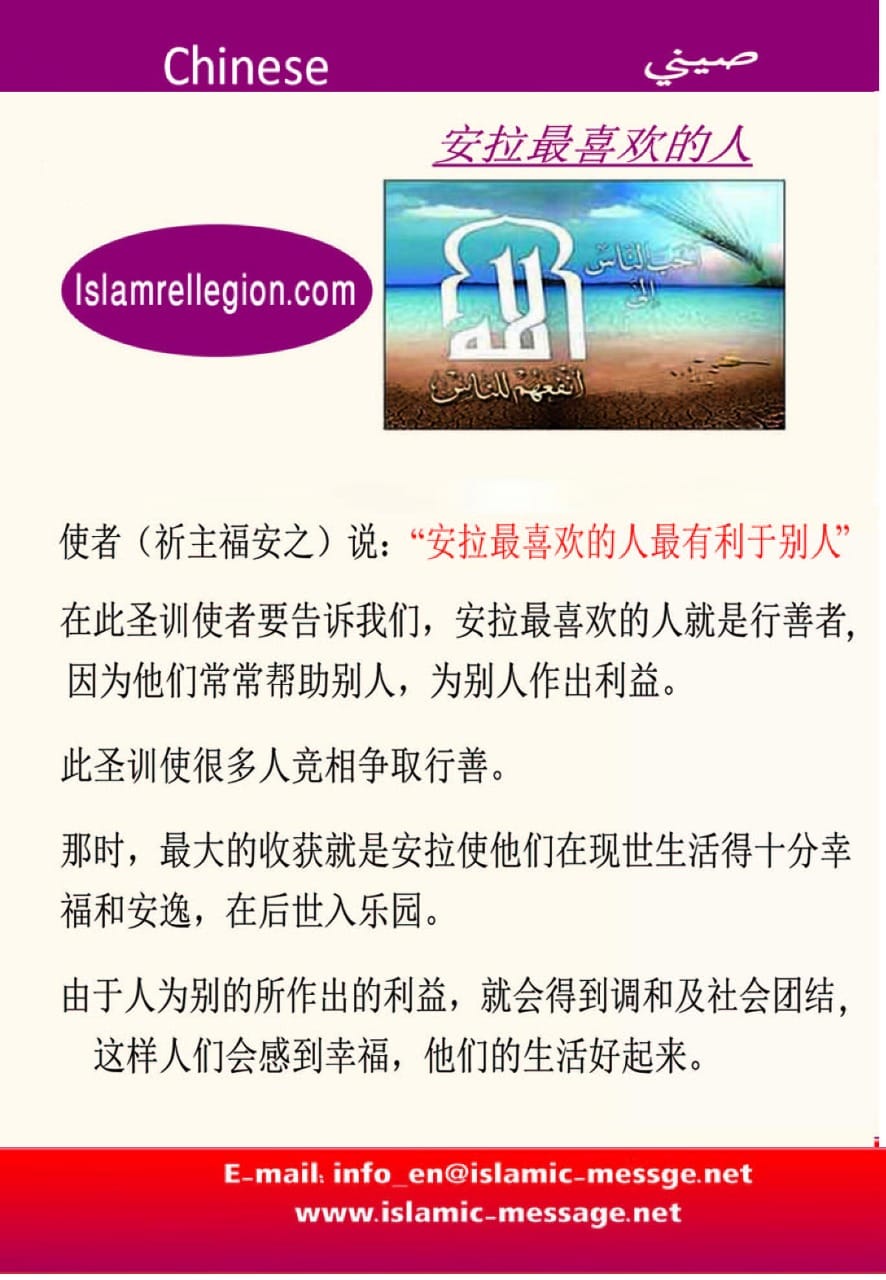 Chinese
صيني
安拉最喜欢的人
Islamrellegion.com
احب الناس
إلى
الله
أنفعهم للناس
使者（祈主福安之）说：“安拉最喜欢的人最有利于别人”
在此圣训使者要告诉我们，安拉最喜欢的人就是行善者，
因为他们常常帮助别人，为别人作出利益。
此圣训使很多人竞相争取行善。
那时，最大的收获就是安拉使他们在现世生活得十分幸
福和安逸，在后世入乐园。
由于人为别的所作出的利益，就会得到调和及社会团结，
这样人们会感到幸福，他们的生活好起来。
E-mail: info_en@islamic-messge.net
www.islamic-message.net